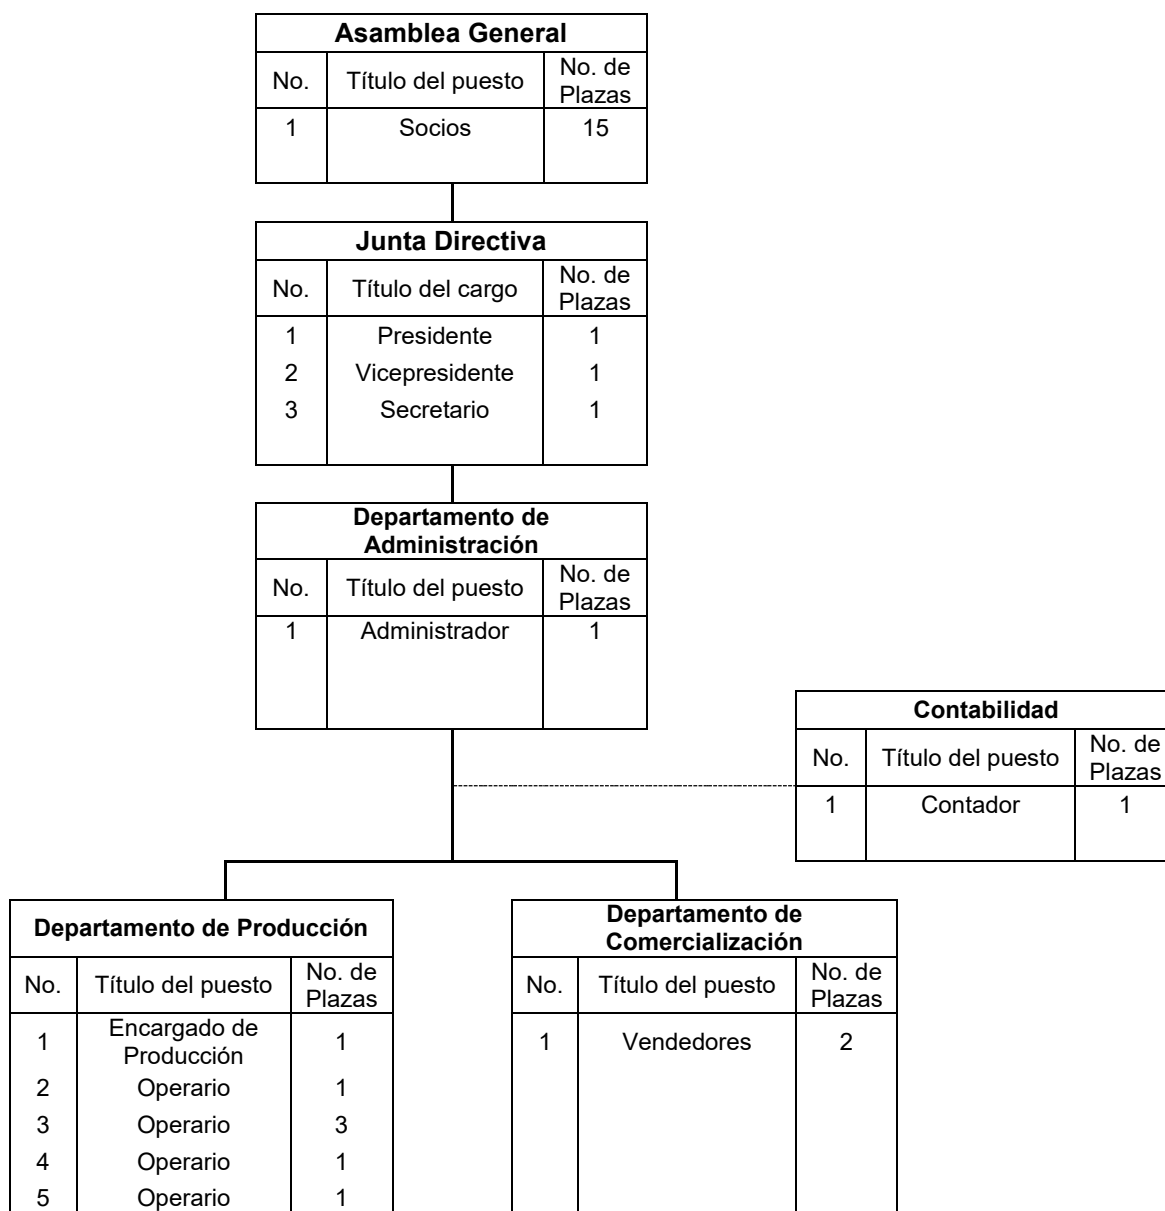 Asamblea General
No. Título del puesto No. de
Plazas
1 Socios 15
Junta Directiva
No. Título del cargo No. de
Plazas
1 Presidente 1
2 Vicepresidente 1
3 Secretario 1
Departamento de
Administración
No. Título del puesto No. de
Plazas
1 Administrador 1
Contabilidad
No. Título del puesto No. de
Plazas
1 Contador 1
Departamento de Producción
No. Título del puesto No. de
Plazas
1 Encargado de
Producción 1
2 Operario 1
3 Operario 3
4 Operario 1
5 Operario 1
Departamento de
Comercialización
No. Título del puesto No. de
Plazas
1 Vendedores 2